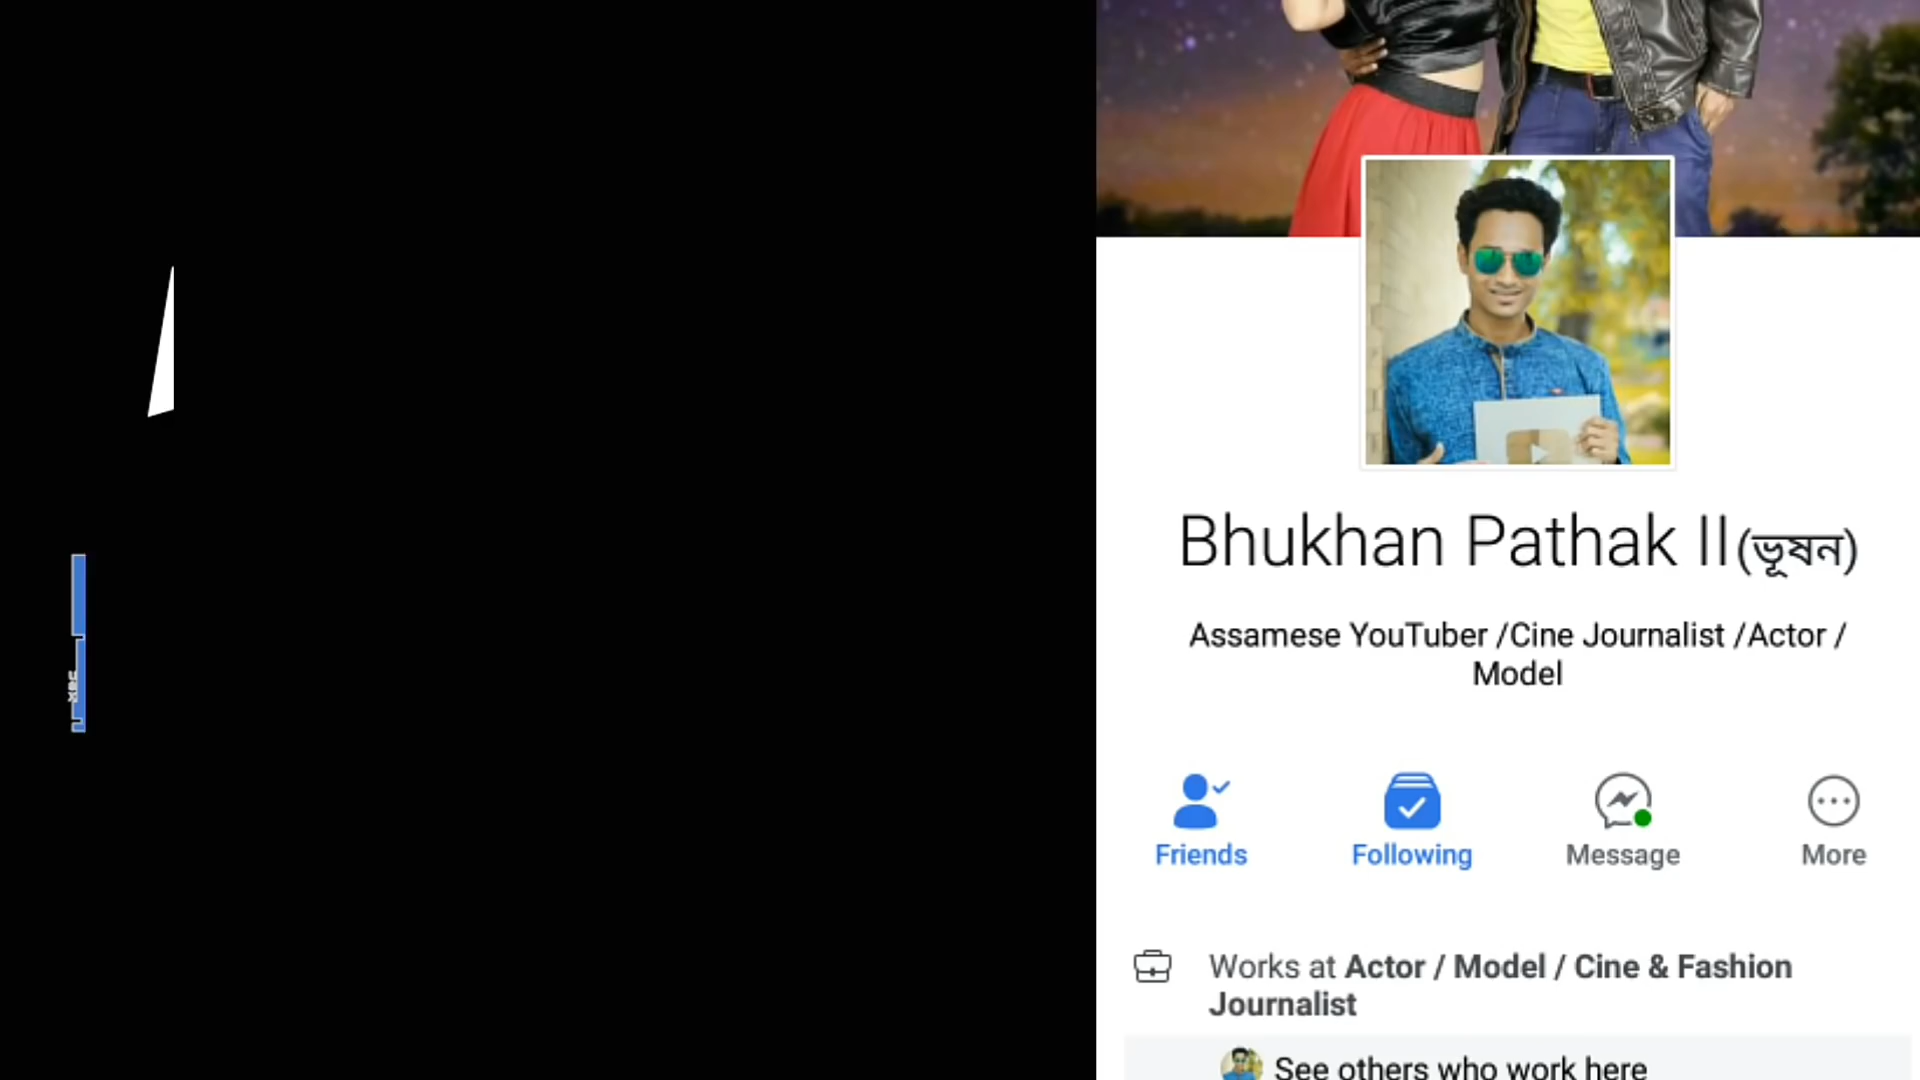 Bhukhan Pathak II(ভূষন)
Assamese YouTuber /Cine Journalist /Actor /
Model
Friends
Following
Message
More
Works at Actor / Model / Cine & Fashion
Journalist
See others who work here